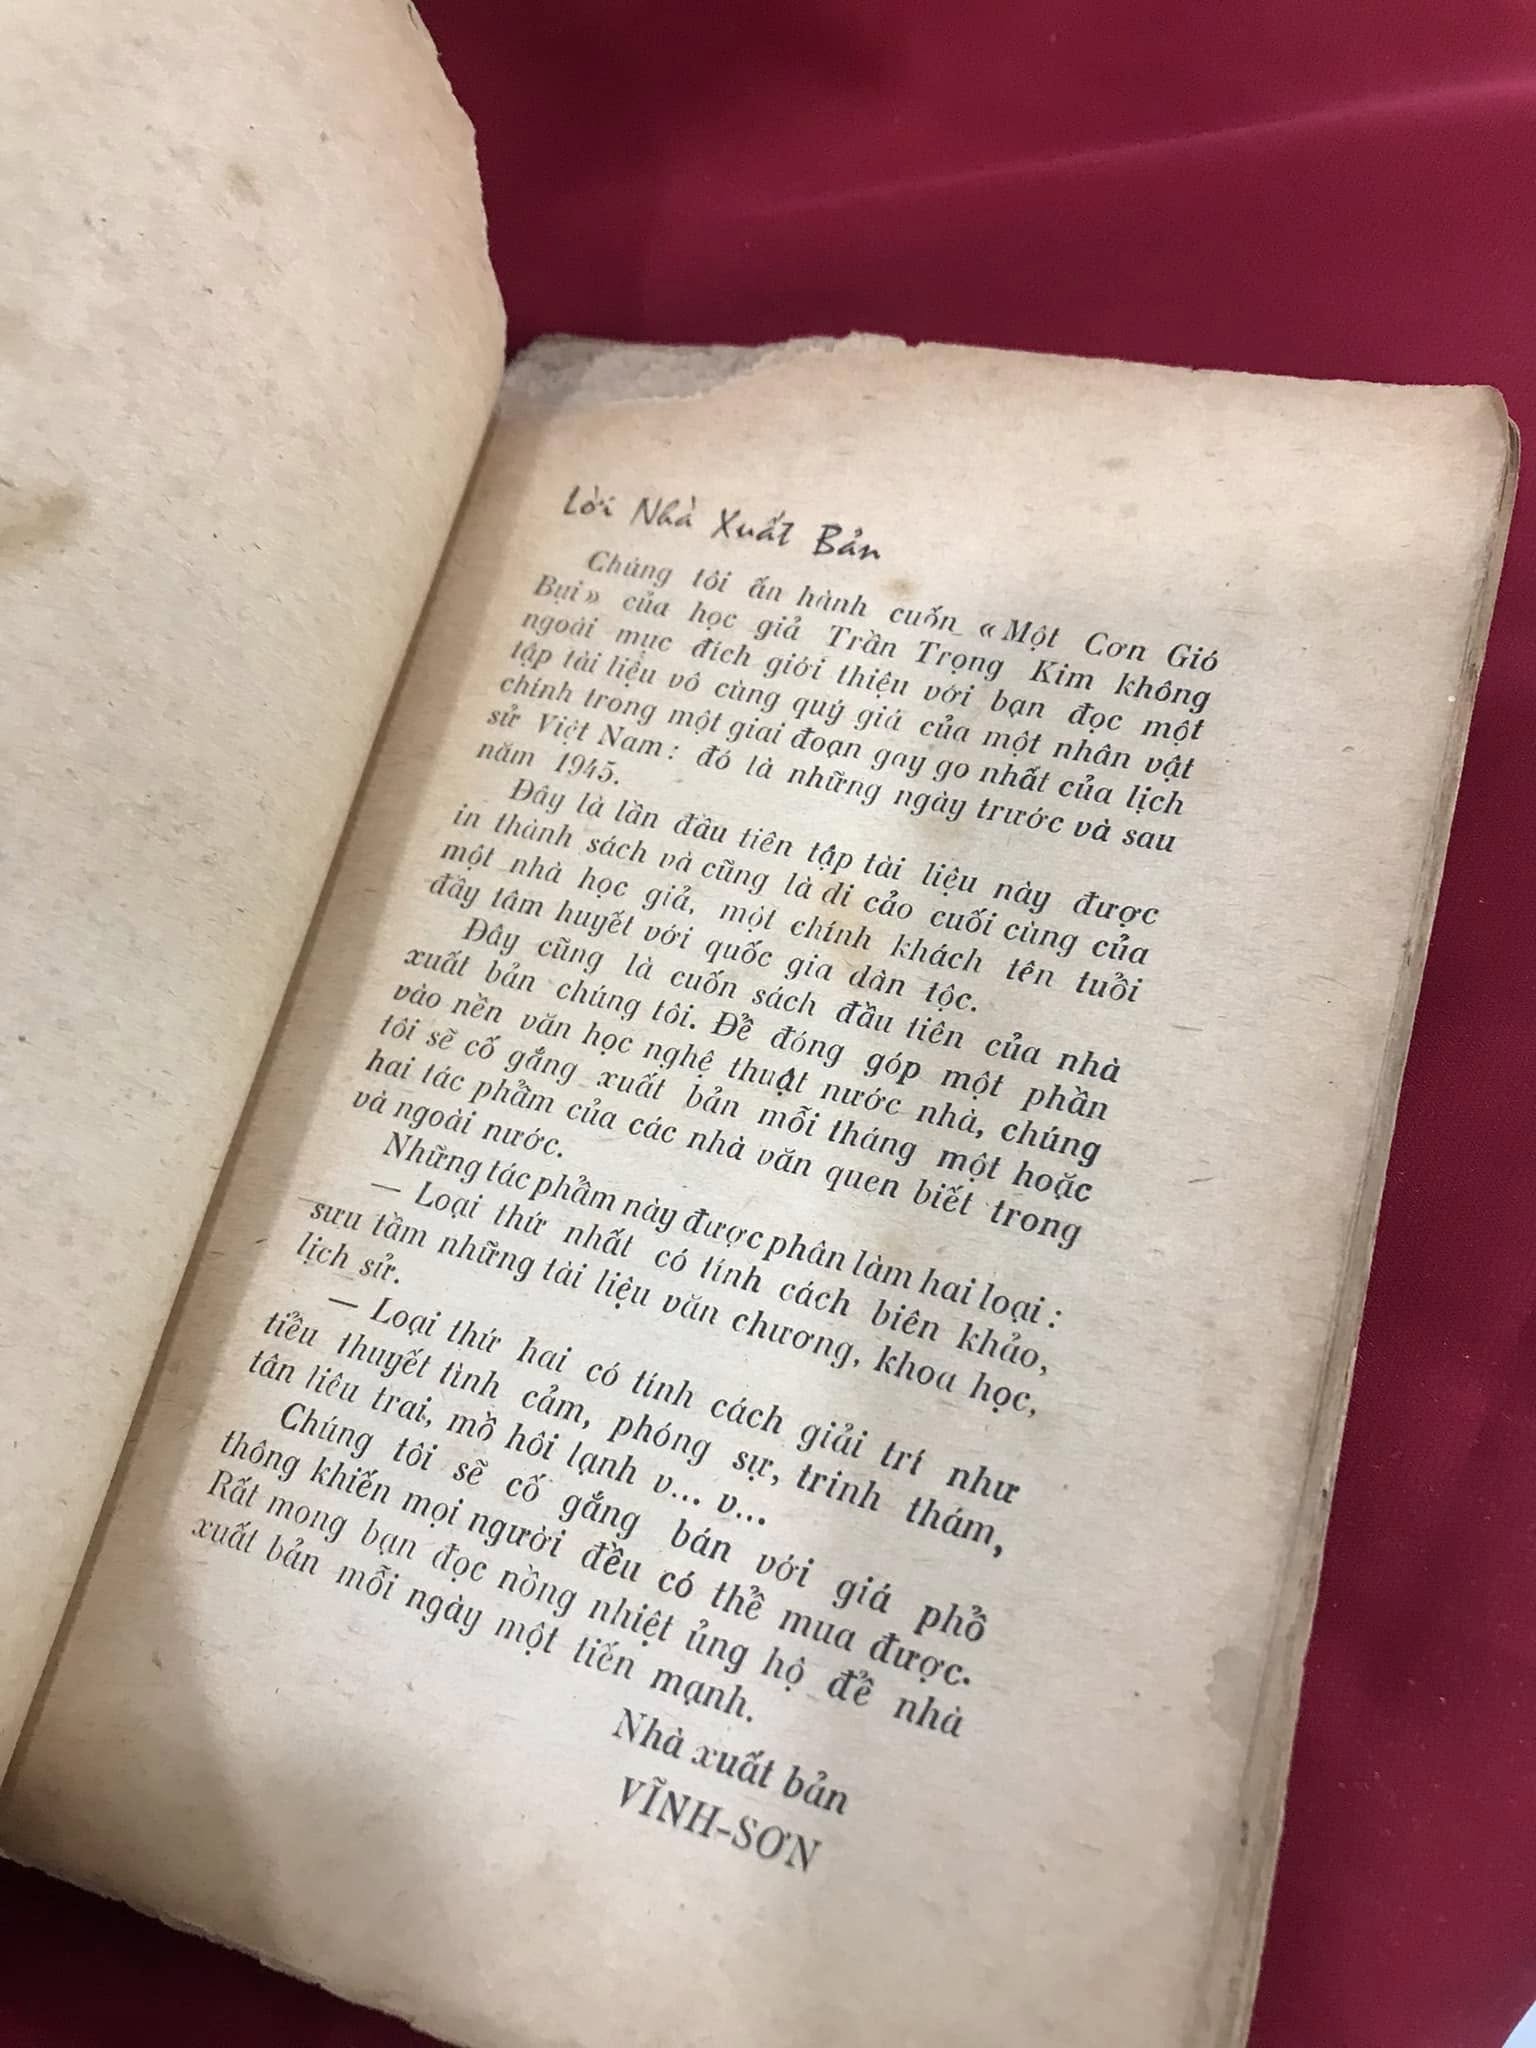 Lời Nhà Xuất Bản
Chúng tôi ấn hành cuốn «Một Cơn Gió
Bụi» của học giả Trần Trọng Kim không
ngoài mục đích giới thiệu với bạn đọc một
tập tài liệu vô cùng quý giá của một nhân vật
chính trong một giai đoạn gay go nhất của lịch
sử Việt Nam : đó là những ngày trước và sau
năm 1945.
Đây là lần đầu tiên tập tài liệu này được
in thành sách và cũng là di cảo cuối cùng của
một nhà học giả, một chính khách tên tuổi
đầy tâm huyết với quốc gia dân tộc.
Đây cũng là cuốn sách đầu tiên của nhà
xuất bản chúng tôi. Để đóng góp một phần
vào nền văn học nghệ thuật nước nhà, chúng
tôi sẽ cố gắng xuất bản mỗi tháng một hoặc
hai tác phẩm của các nhà văn quen biết trong
và ngoài nước.
Những tác phẩm này được phân làm hai loại :
— Loại thứ nhất có tính cách biên khảo,
sưu tầm những tài liệu văn chương, khoa học,
lịch sử.
— Loại thứ hai có tính cách giải trí như
tiểu thuyết tình cảm, phóng sự, trinh thám,
tân liêu trai, mồ hôi lạnh v... v...
Chúng tôi sẽ cố gắng bán với giá phổ
thông khiến mọi người đều có thể mua được.
Rất mong bạn đọc nồng nhiệt ủng hộ để nhà
xuất bản mỗi ngày một tiến mạnh.
Nhà xuất bản
VĨNH-SƠN